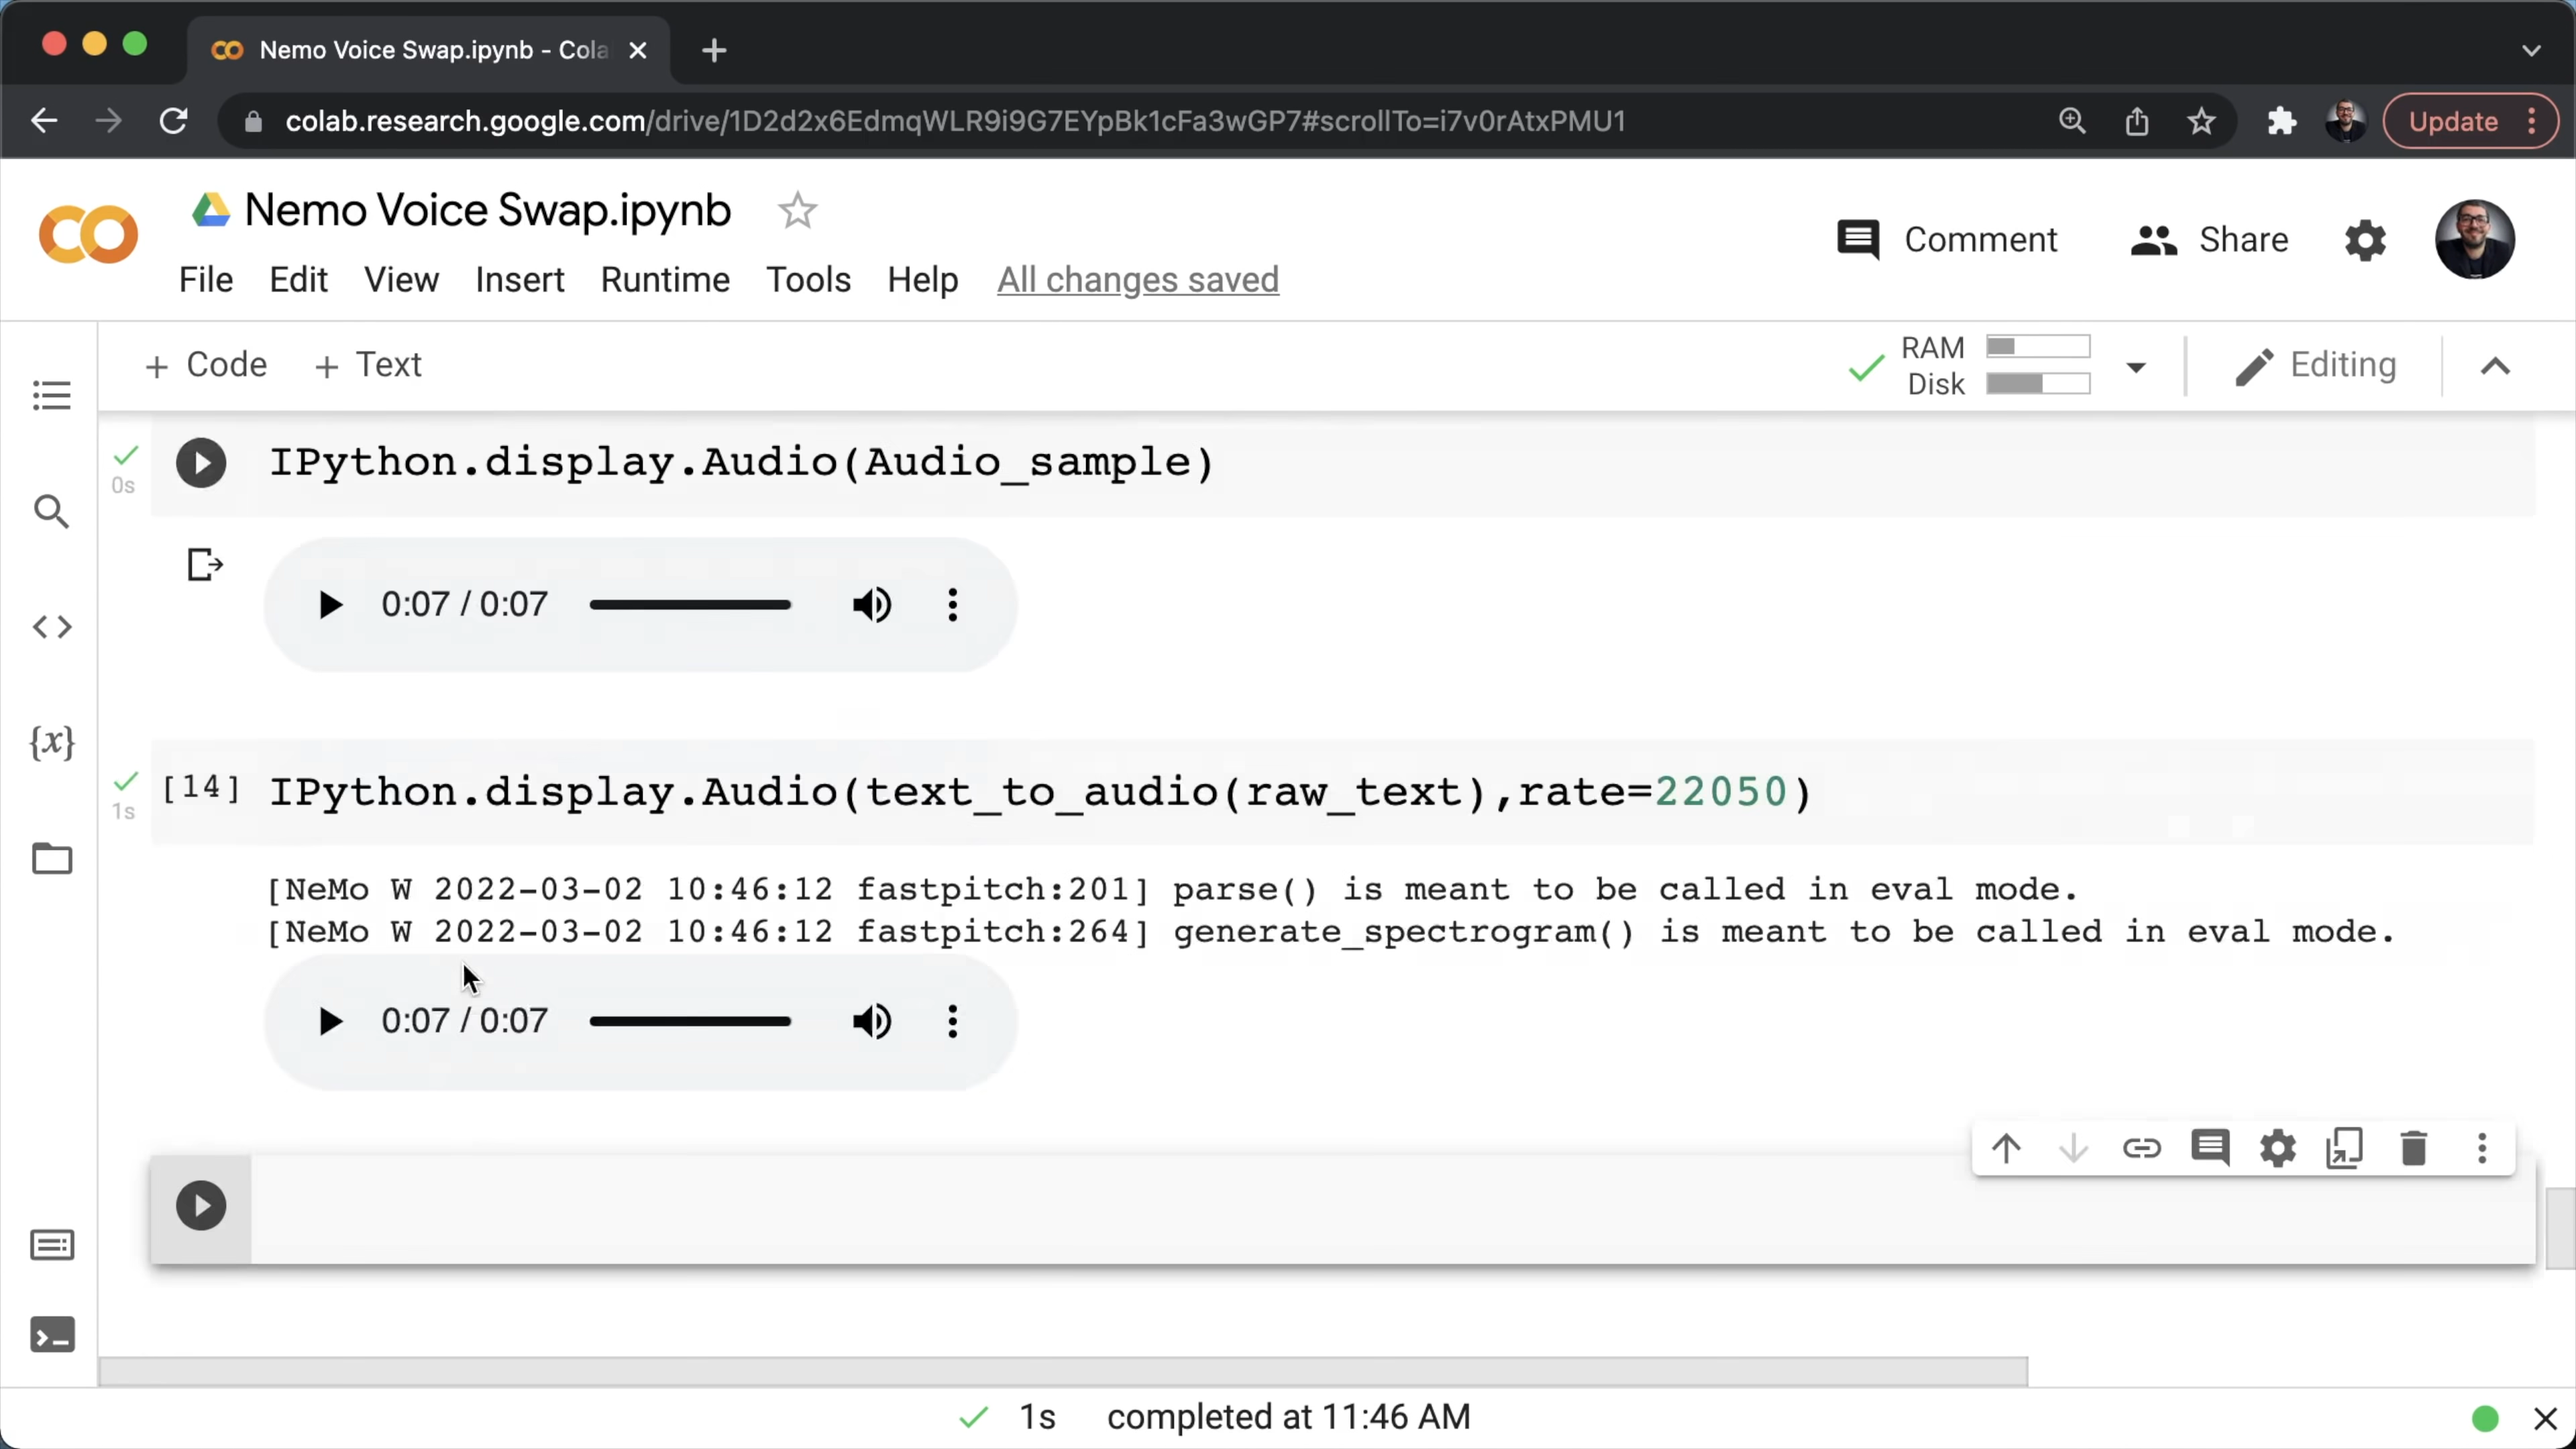 Nemo Voice Swap.ipynb - Cola
colab.research.google.com/drive/1D2d2x6EdmqWLR9i9G7EYpBk1cFa3wGP7#scrollTo=i7v0rAtxPMU1
Update
Nemo Voice Swap.ipynb
Comment
Share
File Edit View Insert Runtime Tools Help All changes saved
+ Code + Text
RAM
Disk
Editing
IPython.display.Audio(Audio_sample)
0s
0:07 / 0:07
[14] IPython.display.Audio(text_to_audio(raw_text),rate=22050)
1s
[NeMo W 2022-03-02 10:46:12 fastpitch:201] parse() is meant to be called in eval mode.
[NeMo W 2022-03-02 10:46:12 fastpitch:264] generate_spectrogram() is meant to be called in eval mode.
0:07 / 0:07
1s completed at 11:46 AM